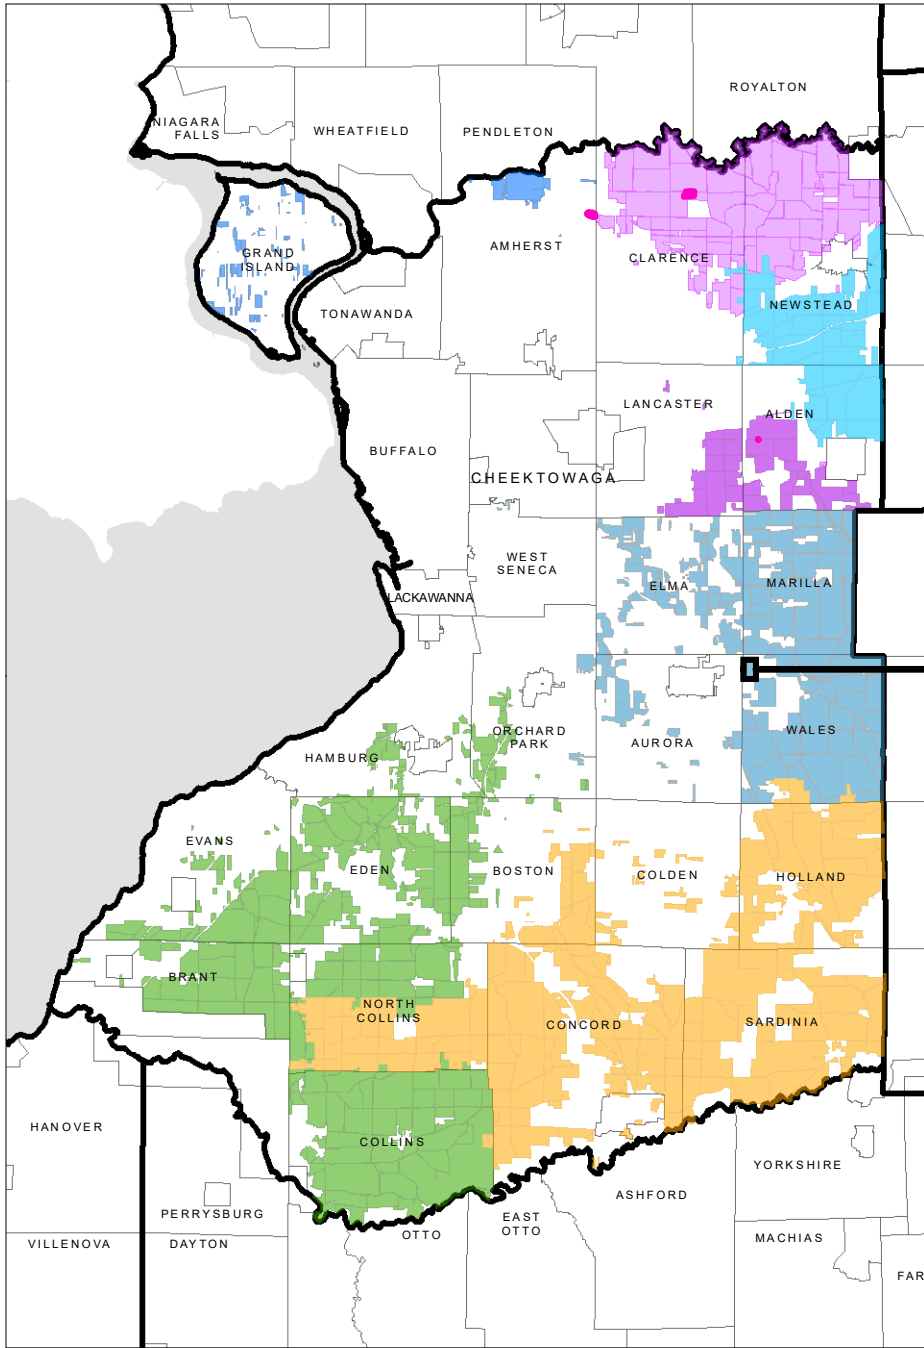 ROYALTON
NIAGARA
FALLS
WHEATFIELD
PENDLETON
AMHERST
GRAND
ISLAND
CLARENCE
NEWSTEAD
TONAWANDA
LANCASTER
ALDEN
BUFFALO
CHEEKTOWAGA
WEST
SENECA
ELMA
MARILLA
LACKAWANNA
ORCHARD
PARK
WALES
AURORA
HAMBURG
EVANS
EDEN
BOSTON
COLDEN
HOLLAND
BRANT
NORTH
COLLINS
CONCORD
SARDINIA
HANOVER
COLLINS
YORKSHIRE
ASHFORD
PERRYSBURG
EAST
OTTO
OTTO
VILLENOVA
DAYTON
MACHIAS
FAR